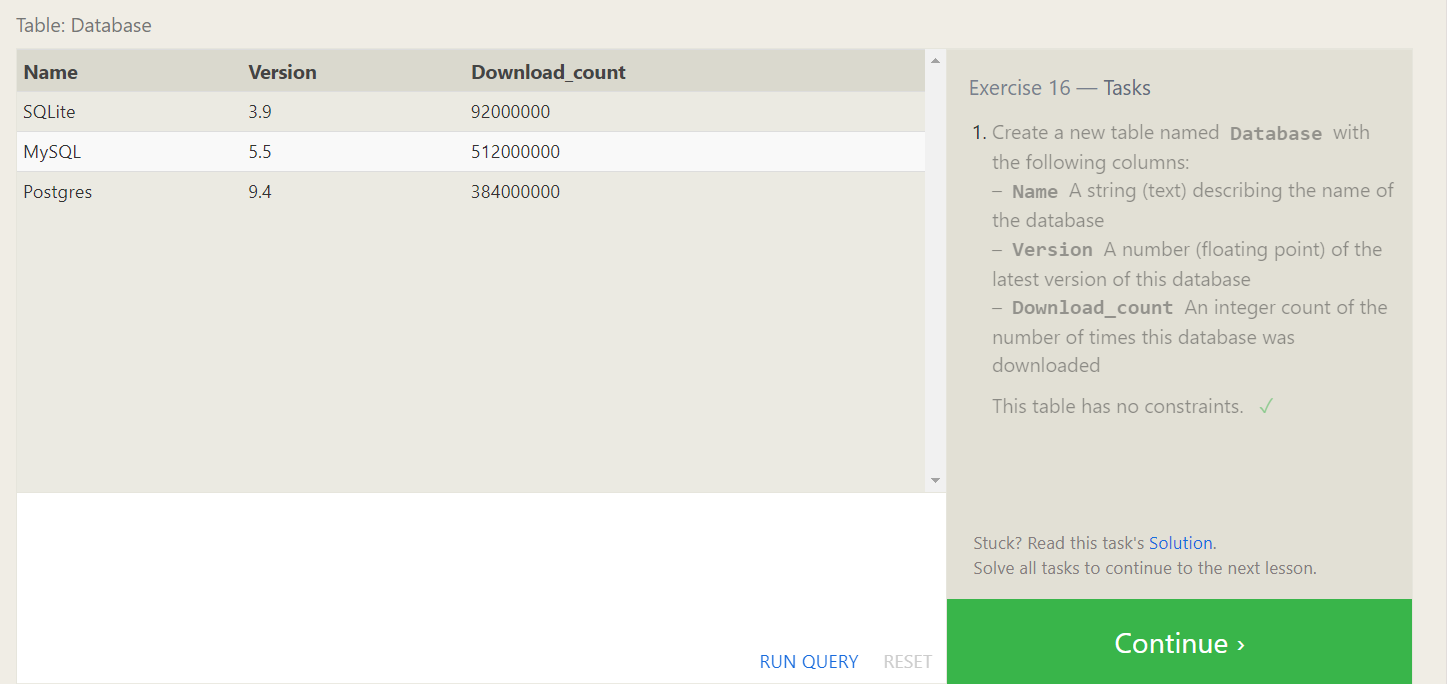 Table: Database
Name Version Download_count
SQLite 3.9 92000000
MySQL 5.5 512000000
Postgres 9.4 384000000
RUN QUERY RESET
Exercise 16 — Tasks
1. Create a new table named Database with
the following columns:
– Name A string (text) describing the name of
the database
– Version A number (floating point) of the
latest version of this database
– Download_count An integer count of the
number of times this database was
downloaded
This table has no constraints. ✓
Stuck? Read this task's Solution.
Solve all tasks to continue to the next lesson.
Continue ›